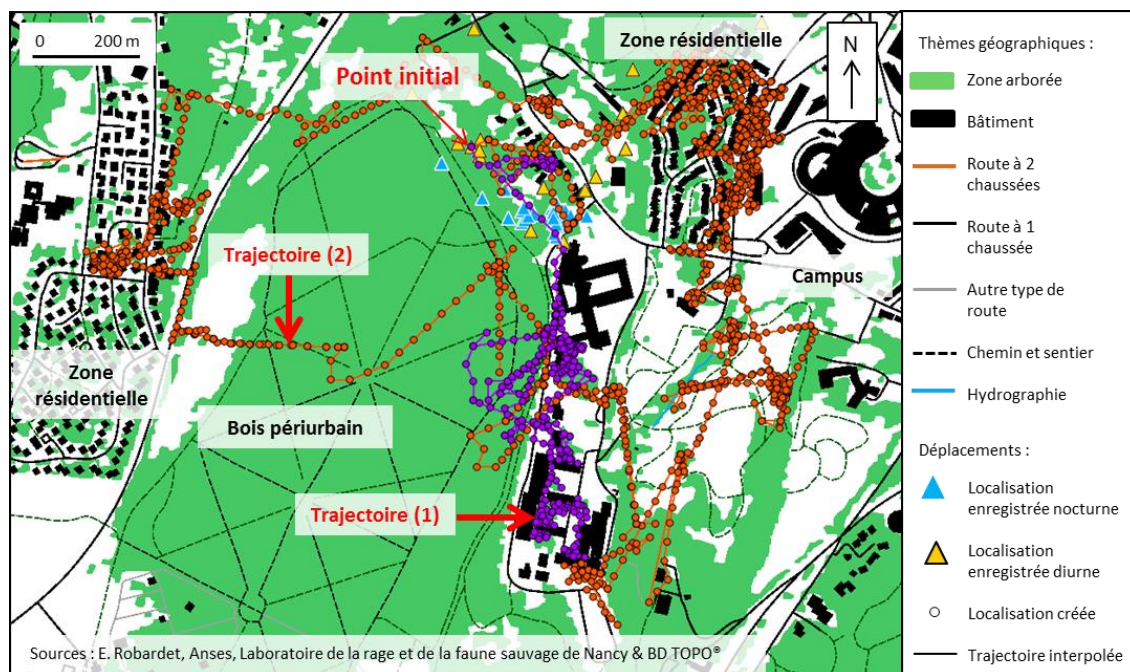 0 200 m
Zone résidentielle
N
Point initial
Trajectoire (2)
Campus
Zone
résidentielle
Bois périurbain
Trajectoire (1)
Sources : E. Robardet, Anses, Laboratoire de la rage et de la faune sauvage de Nancy & BD TOPO®
Thèmes géographiques :
Zone arborée
Bâtiment
Route à 2
chaussées
Route à 1
chaussée
Autre type de
route
Chemin et sentier
Hydrographie
Déplacements :
Localisation
enregistrée nocturne
Localisation
enregistrée diurne
Localisation créée
Trajectoire interpolée